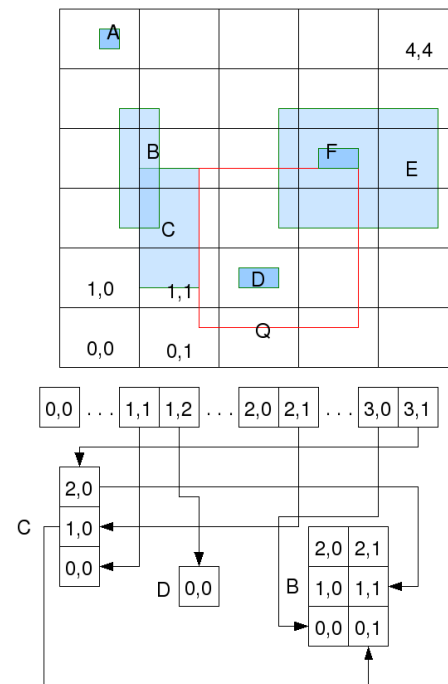 A
4,4
B
F
E
C
D
1,0
1,1
Q
0,0
0,1
0,0 . . . 1,1 1,2 . . . 2,0 2,1 . . . 3,0 3,1
2,0
C
1,0
0,0
D
0,0
B
2,0 2,1
1,0 1,1
0,0 0,1